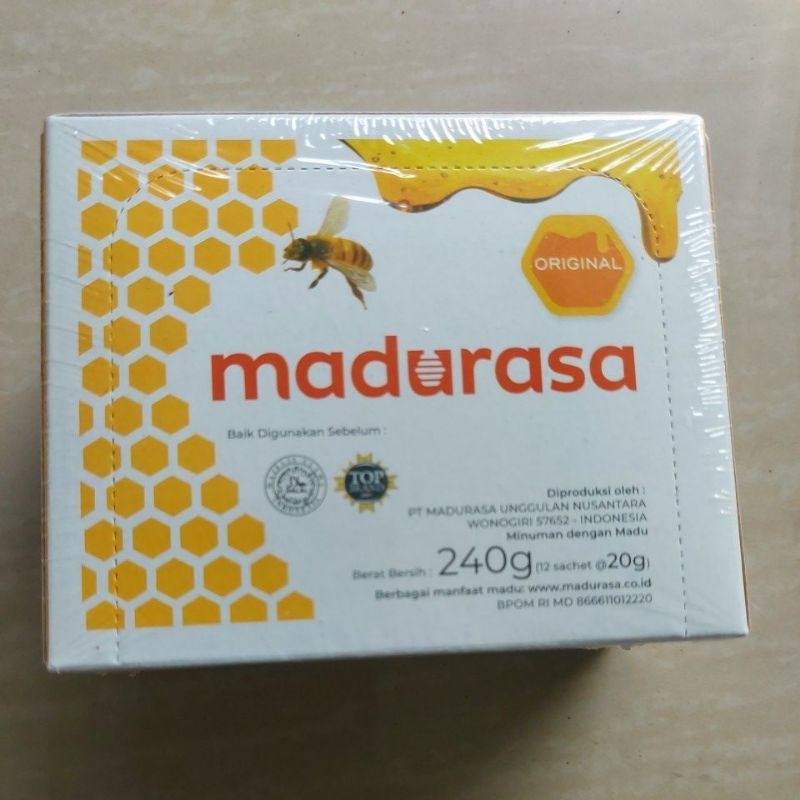 ORIGINAL
madurasa
Baik Digunakan Sebelum :
TOP
Diproduksi oleh :
PT MADURASA UNGGULAN NUSANTARA
WONOGIRI 57652 - INDONESIA
Minuman dengan Madu
Berat Bersih : 240g (12 sachet @20g)
Berbagai manfaat madu: www.madurasa.co.id
BPOM RI MD 866611012220